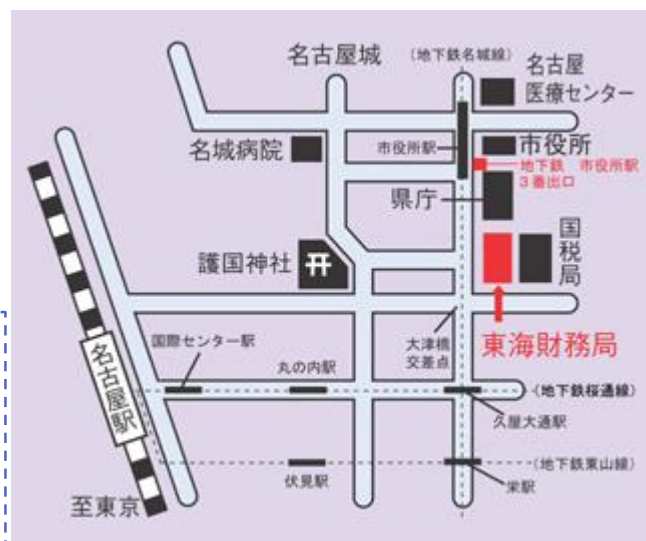 名古屋城
（地下鉄名城線）
名古屋
医療センター
名城病院
市役所駅
市役所
地下鉄　市役所駅
３番出口
県庁
国税局
護国神社
東海財務局
大津橋
交差点
国際センター駅
丸の内駅
名古屋駅
（地下鉄桜通線）
久屋大通駅
（地下鉄東山線）
伏見駅
栄駅
至東京